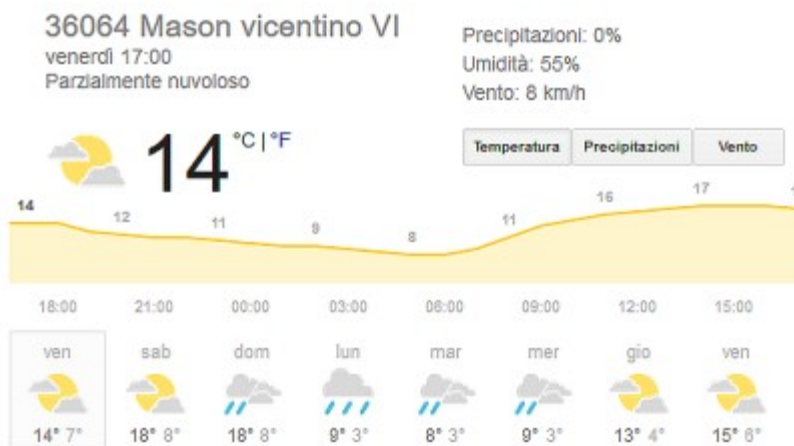 36064 Mason vicentino VI
venerdì 17:00
Parzialmente nuvoloso
Precipitazioni: 0%
Umidità: 55%
Vento: 8 km/h
14 °C | °F
Temperatura Precipitazioni Vento
14 12 11 9 8 11 16 17
18:00 21:00 00:00 03:00 06:00 09:00 12:00 15:00
ven sab dom lun mar mer gio ven
14° 7° 18° 8° 18° 8° 9° 3° 8° 3° 9° 3° 13° 4° 15° 6°